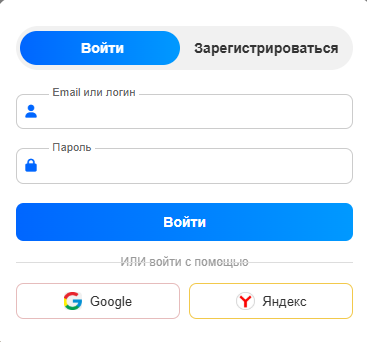 Войти Зарегистрироваться
Email или логин
Пароль
Войти
ИЛИ войти с помощью
Google Яндекс